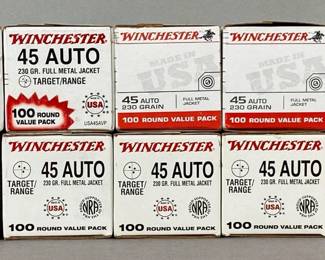 WINCHESTER
45 AUTO
230 GR. FULL METAL JACKET
TARGET/RANGE
100 ROUND
VALUE PACK
USA
USA45AVP
WINCHESTER
MADE IN
USA
45 AUTO
230 GRAIN
FULL METAL
JACKET
100 ROUND VALUE PACK
WINCHESTER
MADE IN
USA
45 AUTO
230 GRAIN
FULL METAL
JACKET
100 ROUND VALUE PACK
WINCHESTER
45 AUTO
230 GR. FULL METAL JACKET
TARGET/
RANGE
USA
NRA
100 ROUND VALUE PACK
WINCHESTER
45 AUTO
230 GR. FULL METAL JACKET
TARGET/
RANGE
USA
NRA
100 ROUND VALUE PACK
WINCHESTER
45 AUTO
230 GR. FULL METAL JACKET
TARGET/
RANGE
USA
NRA
100 ROUND VALUE PACK